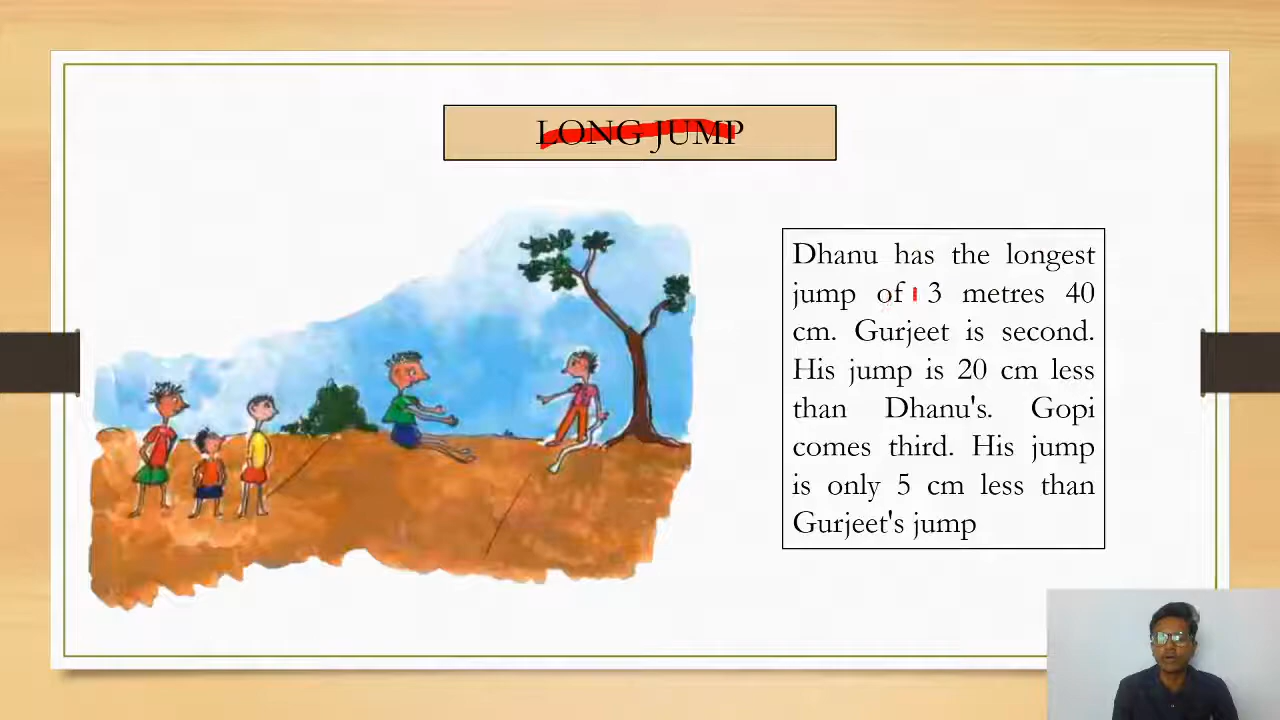 LONG JUMP
Dhanu has the longest
jump of 3 metres 40
cm. Gurjeet is second.
His jump is 20 cm less
than Dhanu's. Gopi
comes third. His jump
is only 5 cm less than
Gurjeet's jump